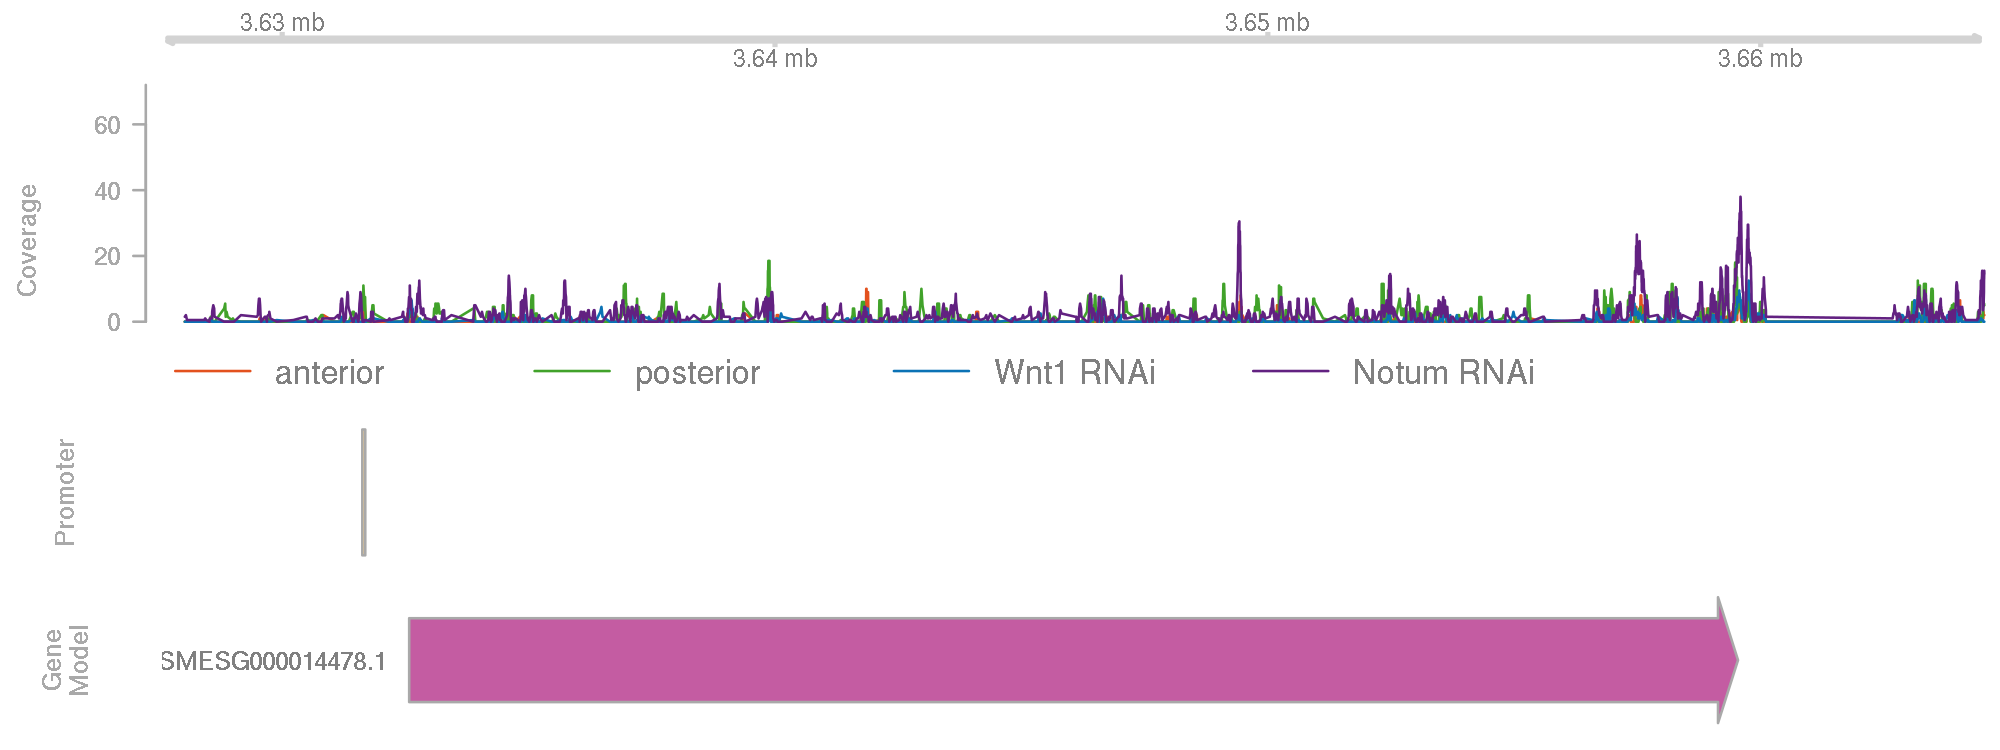 3.63 mb
3.65 mb
3.64 mb
3.66 mb
Coverage
60
40
20
0
anterior
posterior
Wnt1 RNAi
Notum RNAi
Promoter
Gene
Model
SMESG000014478.1